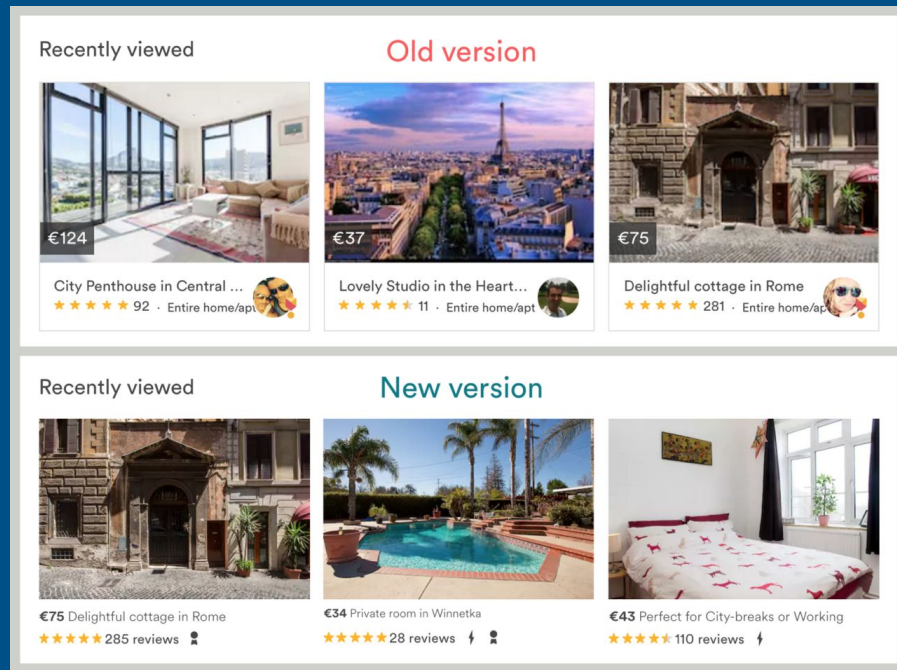 Recently viewed
Old version
€124
€37
€75
City Penthouse in Central ...
92 · Entire home/apt
Lovely Studio in the Heart...
11 · Entire home/apt
Delightful cottage in Rome
281 · Entire home/ap
Recently viewed
New version
€75 Delightful cottage in Rome
285 reviews
€34 Private room in Winnetka
28 reviews
€43 Perfect for City-breaks or Working
110 reviews